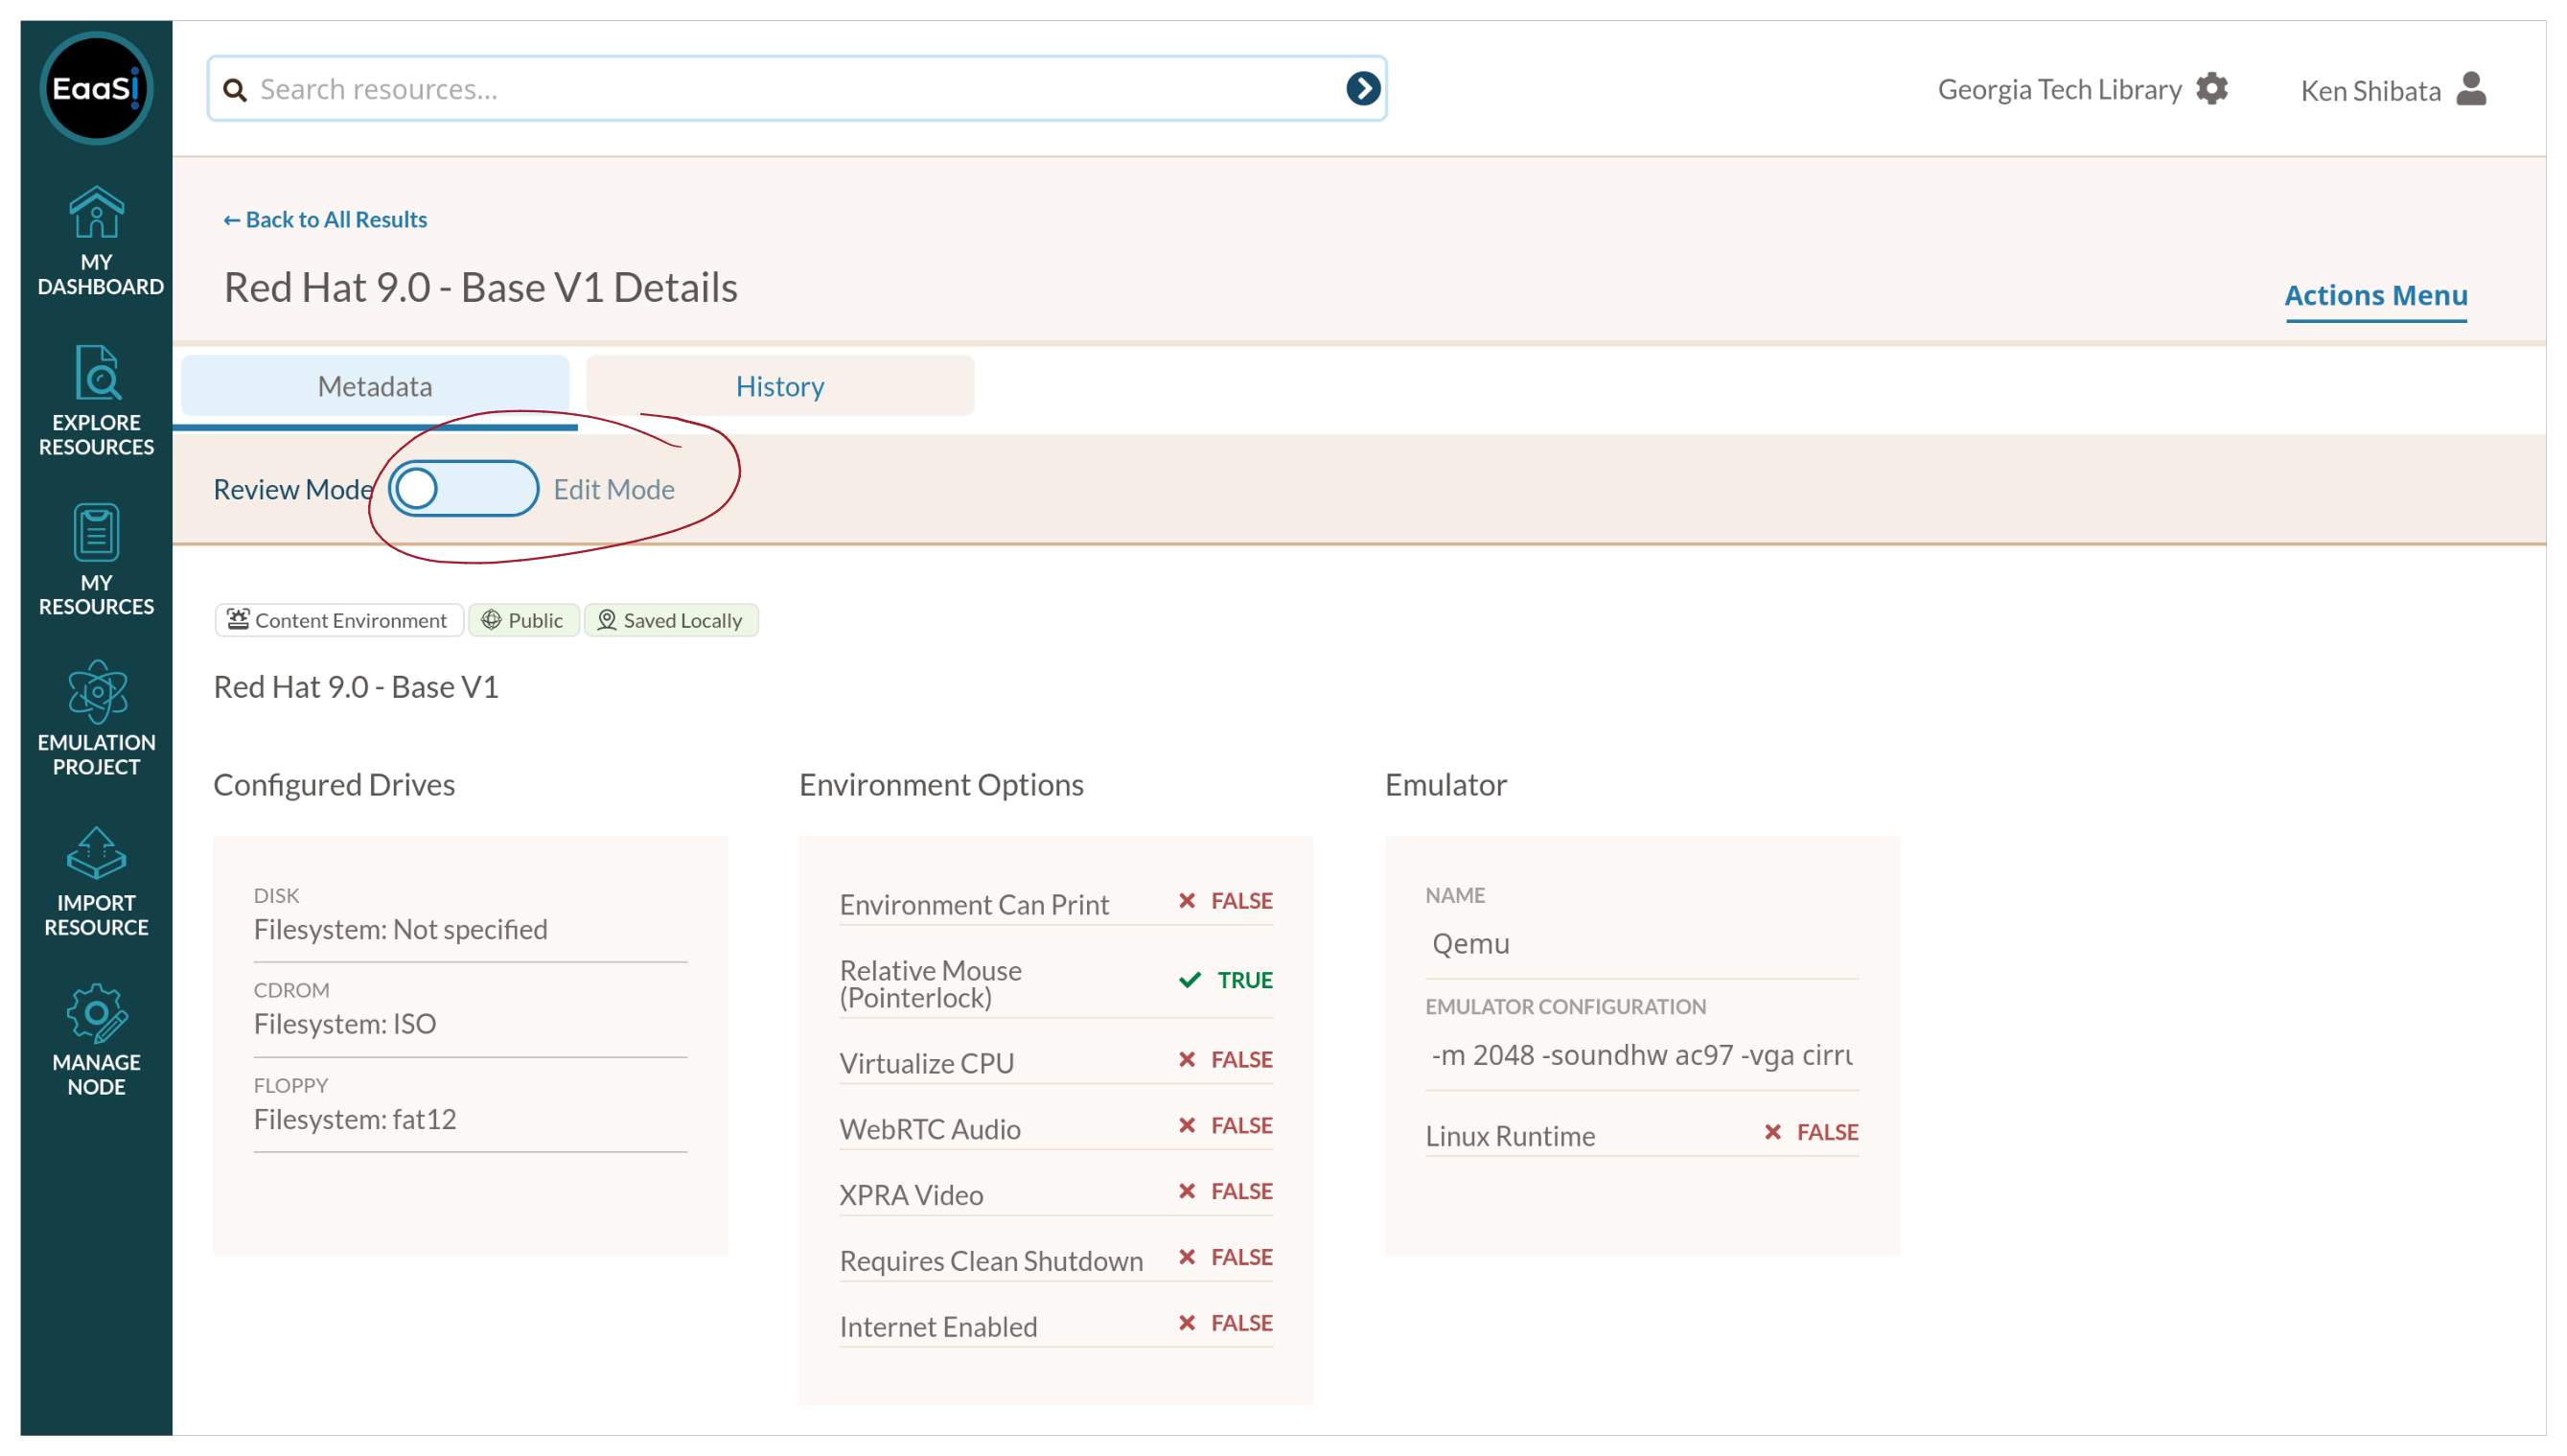 EaaSi
Search resources...
Georgia Tech Library
Ken Shibata
MY
DASHBOARD
EXPLORE
RESOURCES
MY
RESOURCES
EMULATION
PROJECT
IMPORT
RESOURCE
MANAGE
NODE
← Back to All Results
Red Hat 9.0 - Base V1 Details
Actions Menu
Metadata
History
Review Mode
Edit Mode
Content Environment
Public
Saved Locally
Red Hat 9.0 - Base V1
Configured Drives
DISK
Filesystem: Not specified
CDROM
Filesystem: ISO
FLOPPY
Filesystem: fat12
Environment Options
Environment Can Print FALSE
Relative Mouse
(Pointerlock) TRUE
Virtualize CPU FALSE
WebRTC Audio FALSE
XPRA Video FALSE
Requires Clean Shutdown FALSE
Internet Enabled FALSE
Emulator
NAME
Qemu
EMULATOR CONFIGURATION
-m 2048 -soundhw ac97 -vga cirru
Linux Runtime FALSE